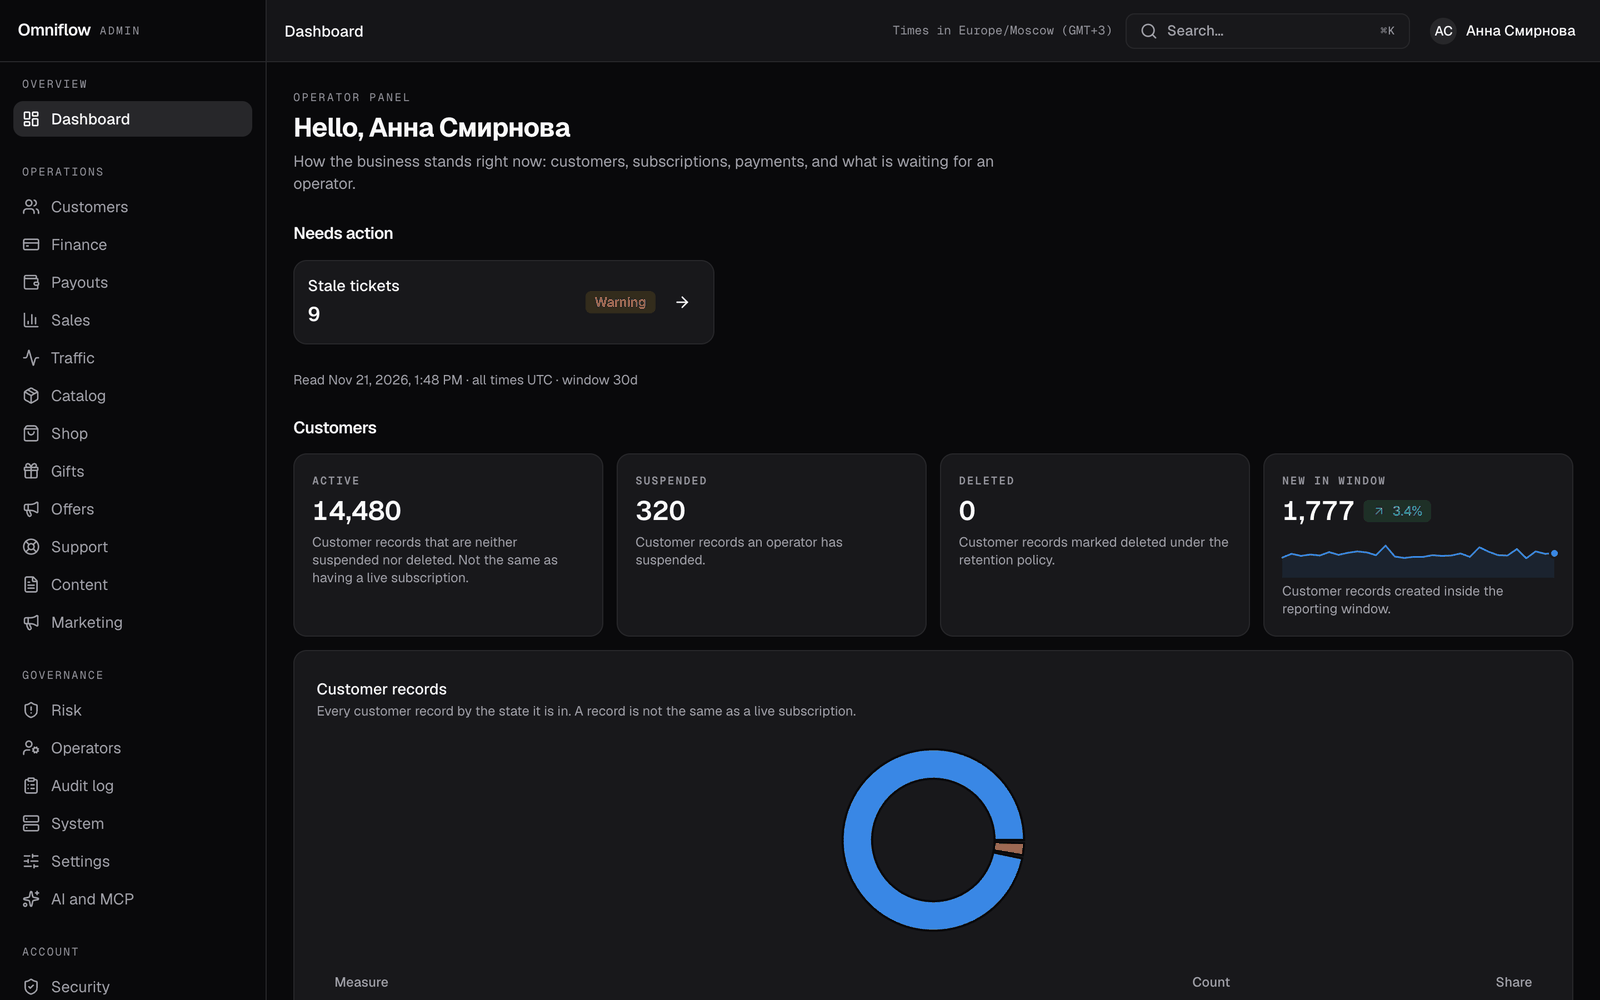 Omniflow ADMIN
Dashboard
Times in Europe/Moscow (GMT+3)
Search...
⌘K
AC
Анна Смирнова
OVERVIEW
Dashboard
OPERATIONS
Customers
Finance
Payouts
Sales
Traffic
Catalog
Shop
Gifts
Offers
Support
Content
Marketing
GOVERNANCE
Risk
Operators
Audit log
System
Settings
AI and MCP
ACCOUNT
Security
OPERATOR PANEL
Hello, Анна Смирнова
How the business stands right now: customers, subscriptions, payments, and what is waiting for an
operator.
Needs action
Stale tickets
9
Warning
Read Nov 21, 2026, 1:48 PM · all times UTC · window 30d
Customers
ACTIVE
14,480
Customer records that are neither
suspended nor deleted. Not the same as
having a live subscription.
SUSPENDED
320
Customer records an operator has
suspended.
DELETED
0
Customer records marked deleted under the
retention policy.
NEW IN WINDOW
1,777
3.4%
Customer records created inside the
reporting window.
Customer records
Every customer record by the state it is in. A record is not the same as a live subscription.
Measure
Count
Share